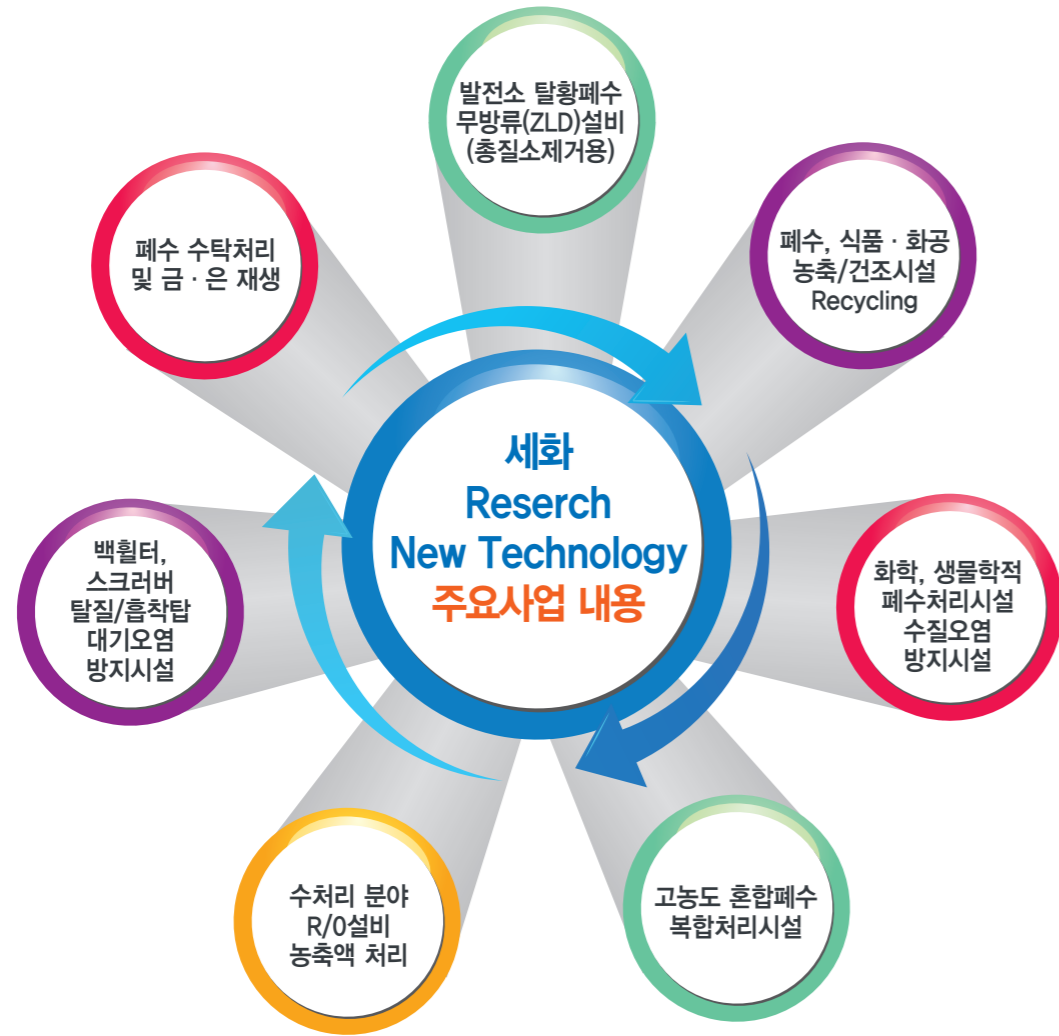 발전소 탈황폐수
무방류(ZLD)설비
(총질소제거용)
폐수, 식품 · 화공
농축/건조시설
Recycling
화학, 생물학적
폐수처리시설
수질오염
방지시설
고농도 혼합폐수
복합처리시설
수처리 분야
R/0설비
농축액 처리
백휠터,
스크러버
탈질/흡착탑
대기오염
방지시설
폐수 수탁처리
및 금 · 은 재생
세화
Reserch
New Technology
주요사업 내용